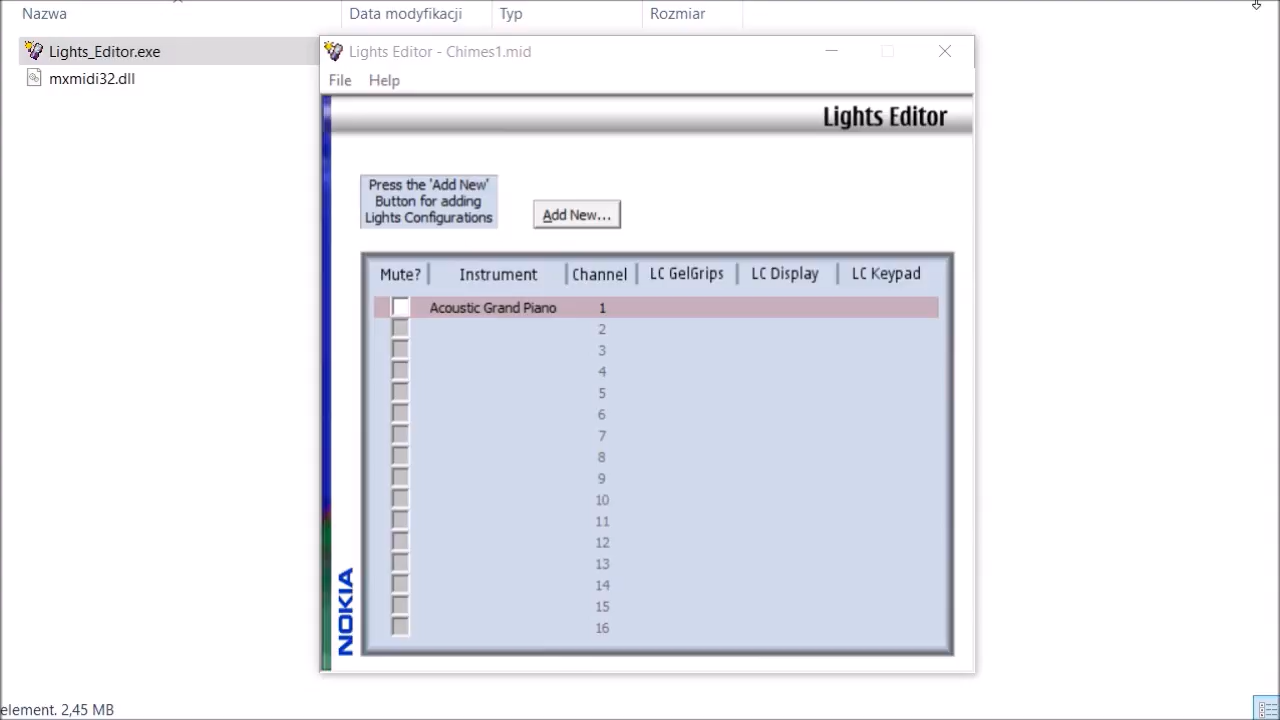 Nazwa Data modyfikacji Typ Rozmiar
Lights_Editor.exe
mxmidi32.dll
Lights Editor - Chimes1.mid
File Help
Lights Editor
Press the 'Add New'
Button for adding
Lights Configurations
Add New...
Mute? Instrument Channel LC GelGrips LC Display LC Keypad
Acoustic Grand Piano 1
2
3
4
5
6
7
8
9
10
11
12
13
14
15
16
NOKIA
element. 2,45 MB